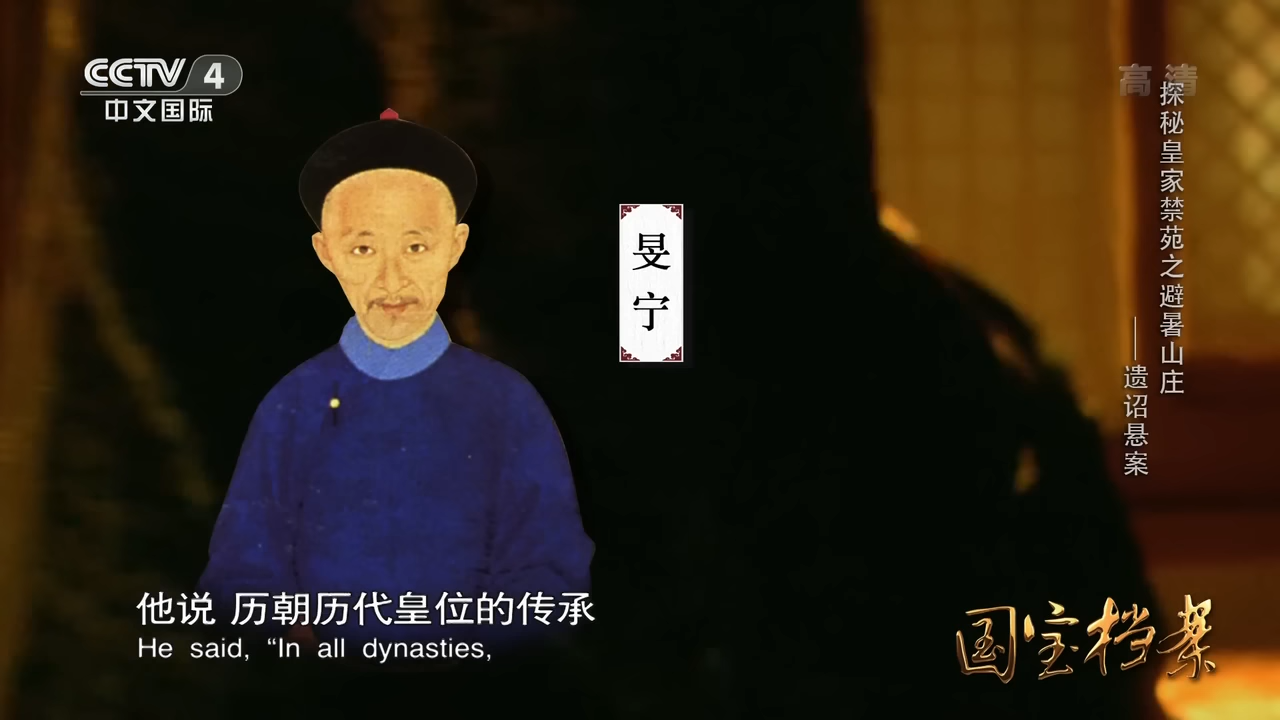 CCTV 4
中文国际
高清
探秘皇家禁苑之避暑山庄
——遗诏悬案
旻宁
他说 历朝历代皇位的传承
He said, “In all dynasties,
国宝档案